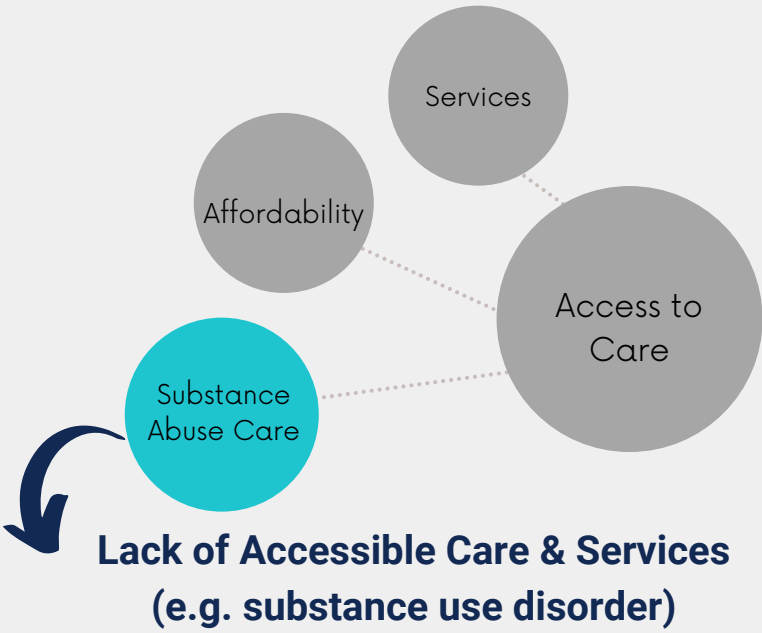 Services
Affordability
Access to
Care
Substance
Abuse Care
Lack of Accessible Care & Services
(e.g. substance use disorder)